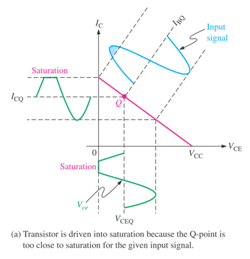 I_C
I_BQ
Input
signal
Saturation
I_CQ
Q
0
V_CC
V_CE
Saturation
V_ce
V_CEQ
(a) Transistor is driven into saturation because the Q-point is
too close to saturation for the given input signal.